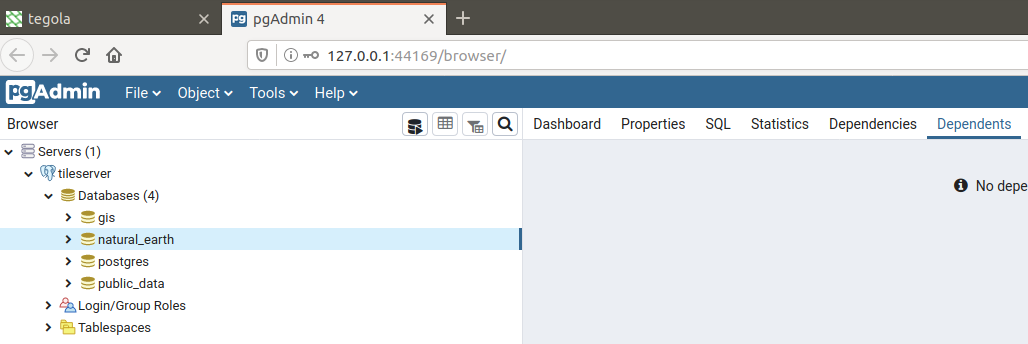 tegola
pgAdmin 4
127.0.0.1:44169/browser/
pgAdmin File Object Tools Help
Browser
Dashboard Properties SQL Statistics Dependencies Dependents
Servers (1)
tileserver
No depe
Databases (4)
gis
natural_earth
postgres
public_data
Login/Group Roles
Tablespaces